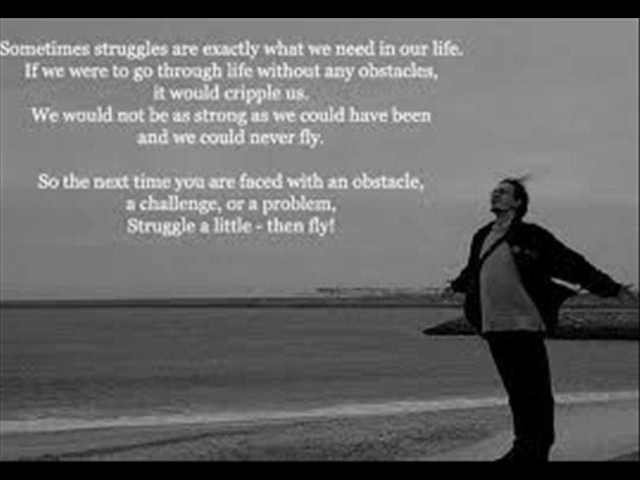 Sometimes struggles are exactly what we need in our life.
If we were to go through life without any obstacles,
it would cripple us.
We would not be as strong as we could have been
and we could never fly.
So the next time you are faced with an obstacle,
a challenge, or a problem,
Struggle a little - then fly!